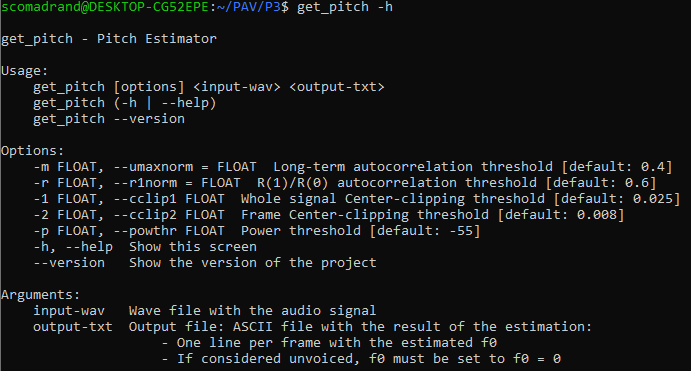 scomadrand@DESKTOP-CG52EPE:~/PAV/P3$ get_pitch -h
get_pitch - Pitch Estimator
Usage:
get_pitch [options] <input-wav> <output-txt>
get_pitch (-h | --help)
get_pitch --version
Options:
-m FLOAT, --umaxnorm = FLOAT  Long-term autocorrelation threshold [default: 0.4]
-r FLOAT, --r1norm = FLOAT  R(1)/R(0) autocorrelation threshold [default: 0.6]
-1 FLOAT, --cclip1 FLOAT  Whole signal Center-clipping threshold [default: 0.025]
-2 FLOAT, --cclip2 FLOAT  Frame Center-clipping threshold [default: 0.008]
-p FLOAT, --powthr FLOAT  Power threshold [default: -55]
-h, --help  Show this screen
--version   Show the version of the project
Arguments:
input-wav   Wave file with the audio signal
output-txt  Output file: ASCII file with the result of the estimation:
- One line per frame with the estimated f0
- If considered unvoiced, f0 must be set to f0 = 0